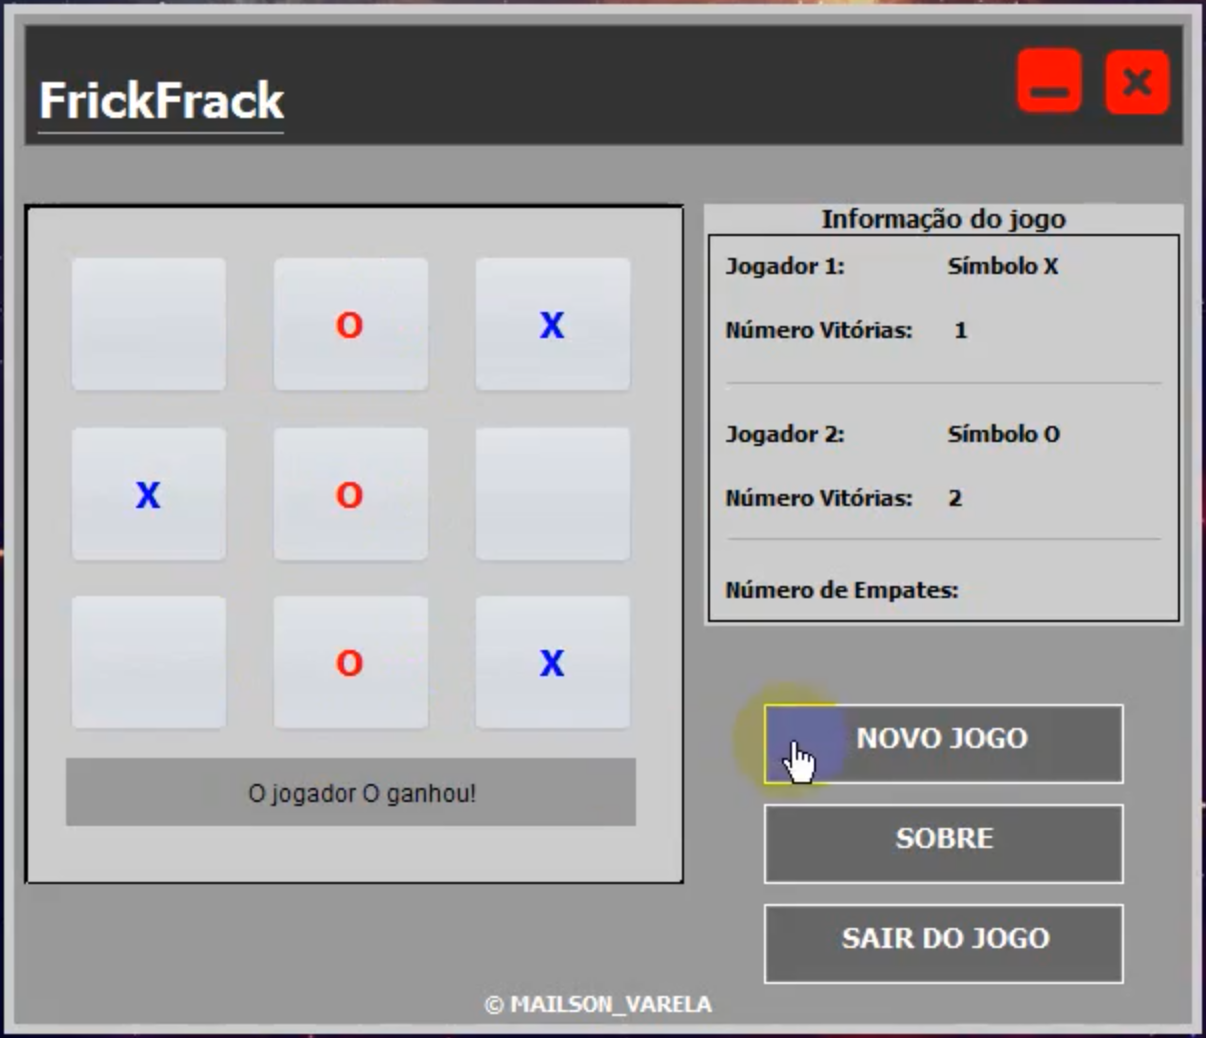 FrickFrack
O X
X O
O X
O jogador O ganhou!
Informação do jogo
Jogador 1: Símbolo X
Número Vitórias: 1
Jogador 2: Símbolo O
Número Vitórias: 2
Número de Empates:
NOVO JOGO
SOBRE
SAIR DO JOGO
© MAILSON_VARELA